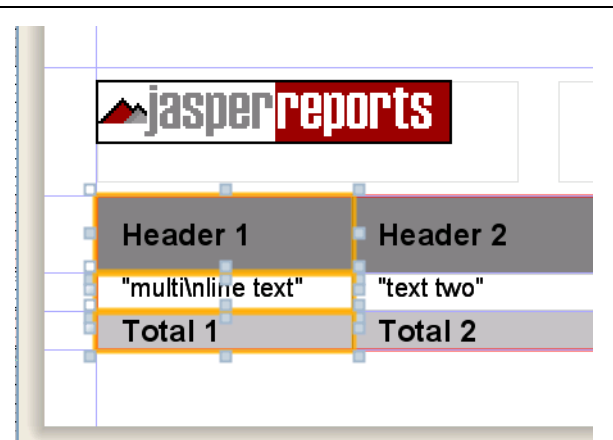 jasperreports
Header 1 Header 2
"multi\nline text" "text two"
Total 1 Total 2